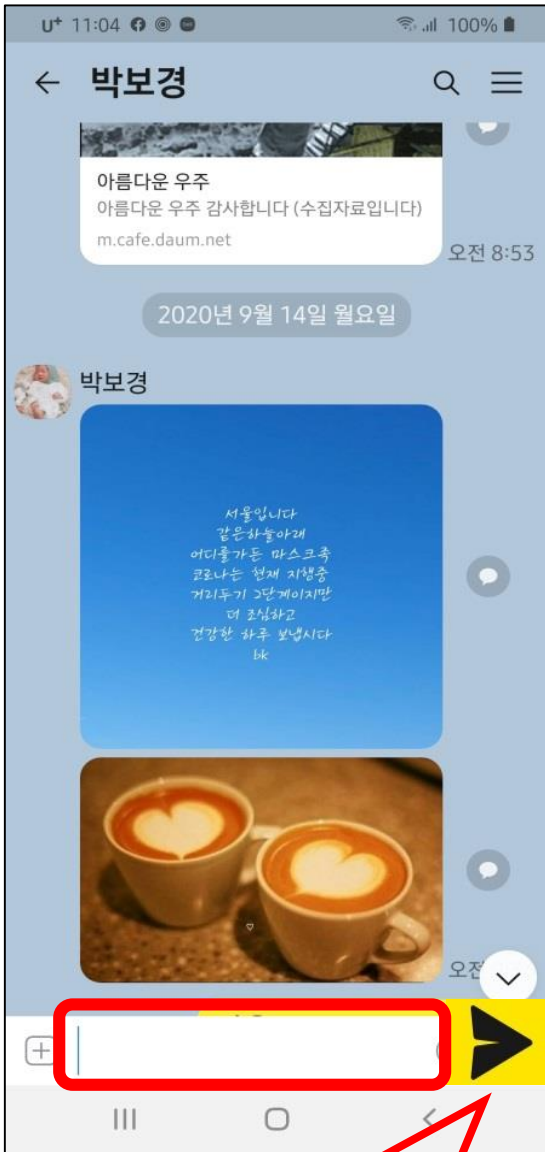 U+ 11:04 100%
박보경
아름다운 우주
아름다운 우주 감사합니다 (수집자료입니다)
m.cafe.daum.net
오전 8:53
2020년 9월 14일 월요일
박보경
서울입니다
같은하늘아래
어디를가든 마스크족
코로나는 현재 지행중
거리두기 2단계이지만
더 조심하고
건강한 하루 보냅시다
bk
오전